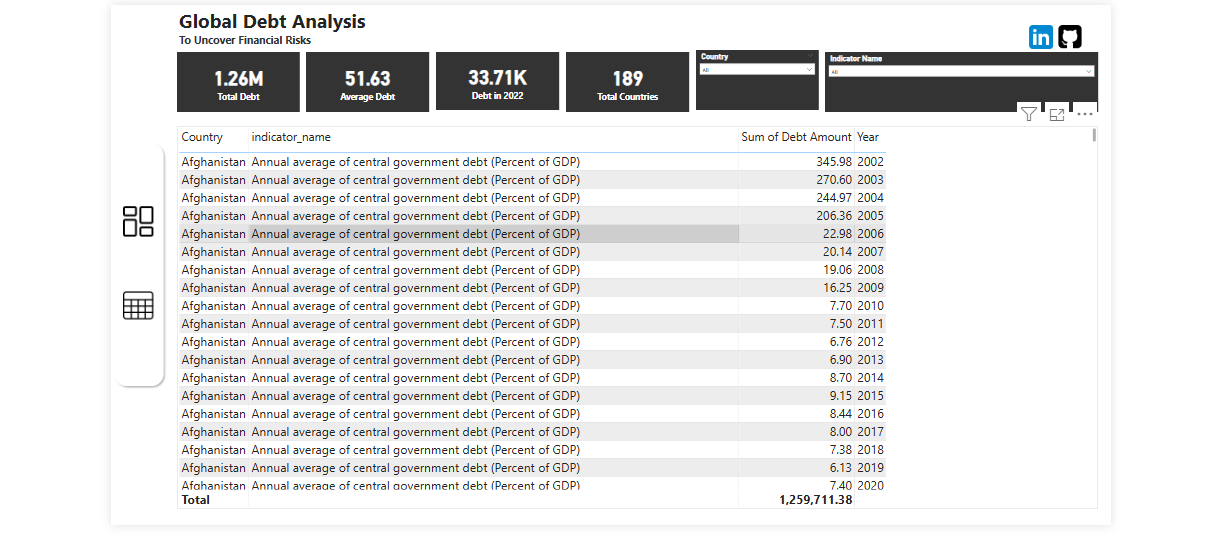 Global Debt Analysis
To Uncover Financial Risks
in
1.26M
Total Debt
51.63
Average Debt
33.71K
Debt in 2022
189
Total Countries
Country
All
Indicator Name
All
Country indicator_name Sum of Debt Amount Year
Afghanistan Annual average of central government debt (Percent of GDP) 345.98 2002
Afghanistan Annual average of central government debt (Percent of GDP) 270.60 2003
Afghanistan Annual average of central government debt (Percent of GDP) 244.97 2004
Afghanistan Annual average of central government debt (Percent of GDP) 206.36 2005
Afghanistan Annual average of central government debt (Percent of GDP) 22.98 2006
Afghanistan Annual average of central government debt (Percent of GDP) 20.14 2007
Afghanistan Annual average of central government debt (Percent of GDP) 19.06 2008
Afghanistan Annual average of central government debt (Percent of GDP) 16.25 2009
Afghanistan Annual average of central government debt (Percent of GDP) 7.70 2010
Afghanistan Annual average of central government debt (Percent of GDP) 7.50 2011
Afghanistan Annual average of central government debt (Percent of GDP) 6.76 2012
Afghanistan Annual average of central government debt (Percent of GDP) 6.90 2013
Afghanistan Annual average of central government debt (Percent of GDP) 8.70 2014
Afghanistan Annual average of central government debt (Percent of GDP) 9.15 2015
Afghanistan Annual average of central government debt (Percent of GDP) 8.44 2016
Afghanistan Annual average of central government debt (Percent of GDP) 8.00 2017
Afghanistan Annual average of central government debt (Percent of GDP) 7.38 2018
Afghanistan Annual average of central government debt (Percent of GDP) 6.13 2019
Afghanistan Annual average of central government debt (Percent of GDP) 7.40 2020
Total 1,259,711.38